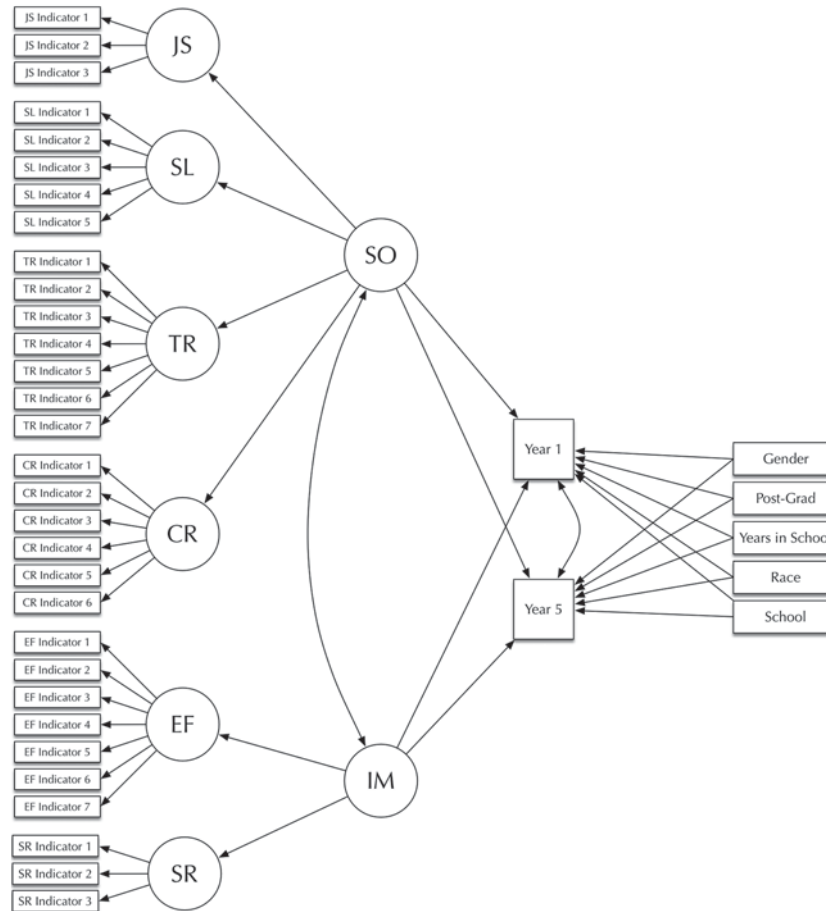 JS Indicator 1
JS Indicator 2
JS Indicator 3
JS
SL Indicator 1
SL Indicator 2
SL Indicator 3
SL Indicator 4
SL Indicator 5
SL
SO
TR Indicator 1
TR Indicator 2
TR Indicator 3
TR Indicator 4
TR Indicator 5
TR Indicator 6
TR Indicator 7
TR
Year 1
Gender
Post-Grad
Years in School
Race
School
Year 5
CR Indicator 1
CR Indicator 2
CR Indicator 3
CR Indicator 4
CR Indicator 5
CR Indicator 6
CR
EF Indicator 1
EF Indicator 2
EF Indicator 3
EF Indicator 4
EF Indicator 5
EF Indicator 6
EF Indicator 7
EF
IM
SR Indicator 1
SR Indicator 2
SR Indicator 3
SR